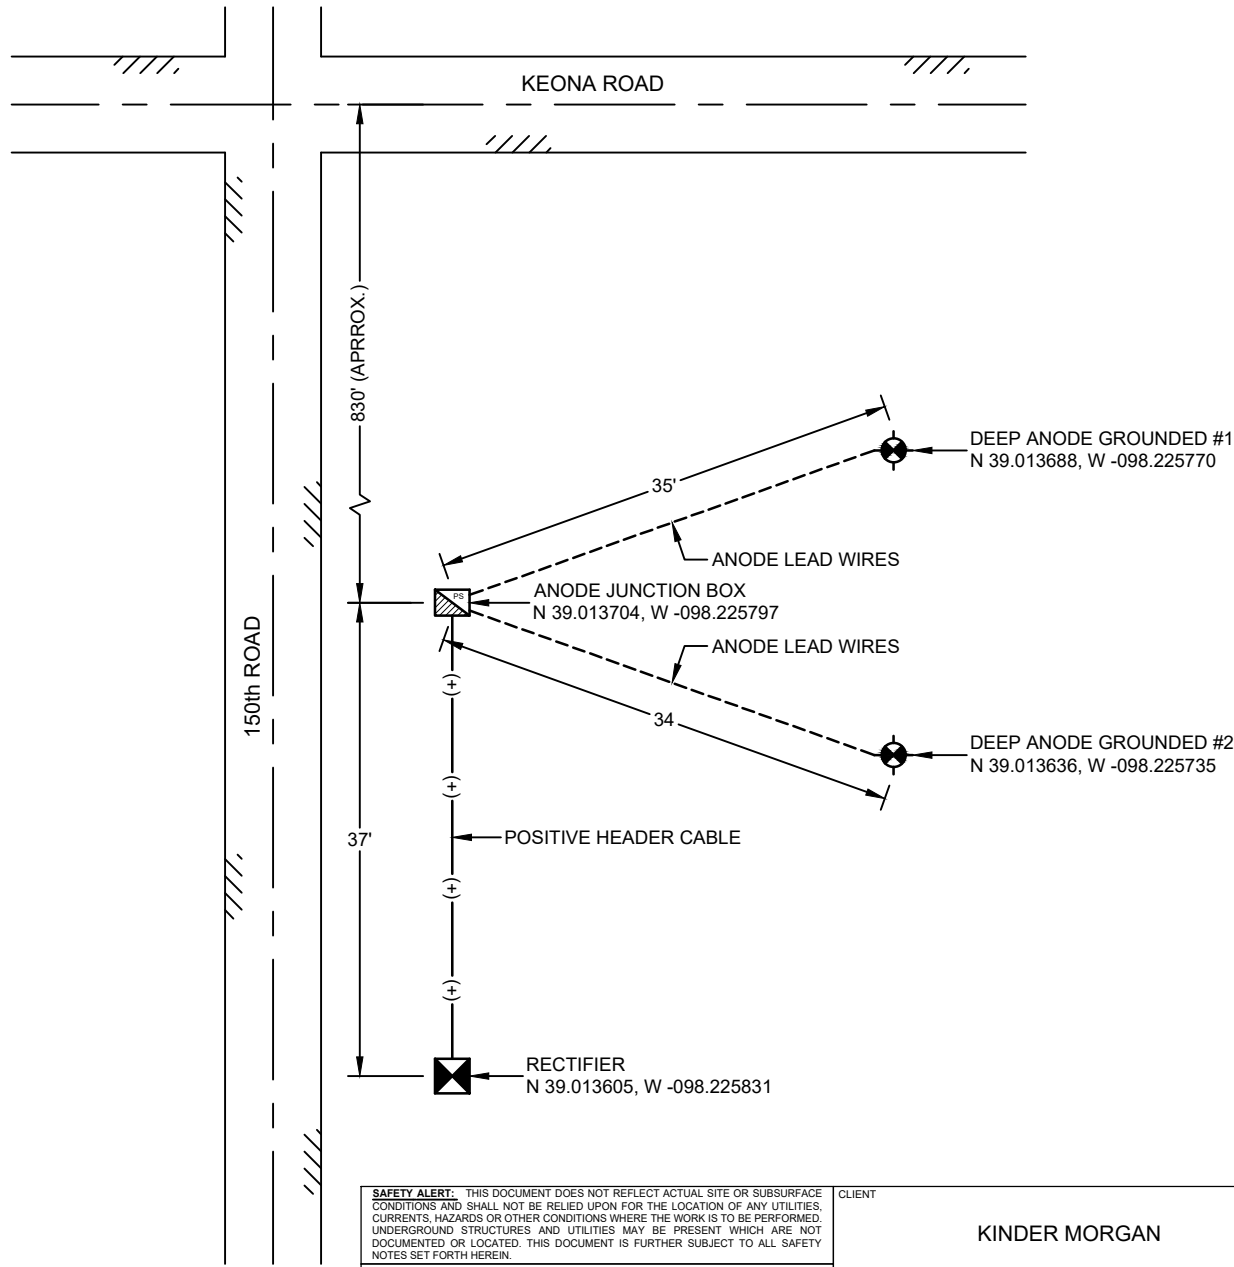 KEONA ROAD
830' (APRROX.)
DEEP ANODE GROUNDED #1
N 39.013688, W -098.225770
35'
ANODE LEAD WIRES
PS
ANODE JUNCTION BOX
N 39.013704, W -098.225797
ANODE LEAD WIRES
150th ROAD
(+)
34
DEEP ANODE GROUNDED #2
N 39.013636, W -098.225735
(+)
37'
POSITIVE HEADER CABLE
(+)
(+)
RECTIFIER
N 39.013605, W -098.225831
SAFETY ALERT: THIS DOCUMENT DOES NOT REFLECT ACTUAL SITE OR SUBSURFACE
CONDITIONS AND SHALL NOT BE RELIED UPON FOR THE LOCATION OF ANY UTILITIES,
CURRENTS, HAZARDS OR OTHER CONDITIONS WHERE THE WORK IS TO BE PERFORMED.
UNDERGROUND STRUCTURES AND UTILITIES MAY BE PRESENT WHICH ARE NOT
DOCUMENTED OR LOCATED. THIS DOCUMENT IS FURTHER SUBJECT TO ALL SAFETY
NOTES SET FORTH HEREIN.
CLIENT
KINDER MORGAN